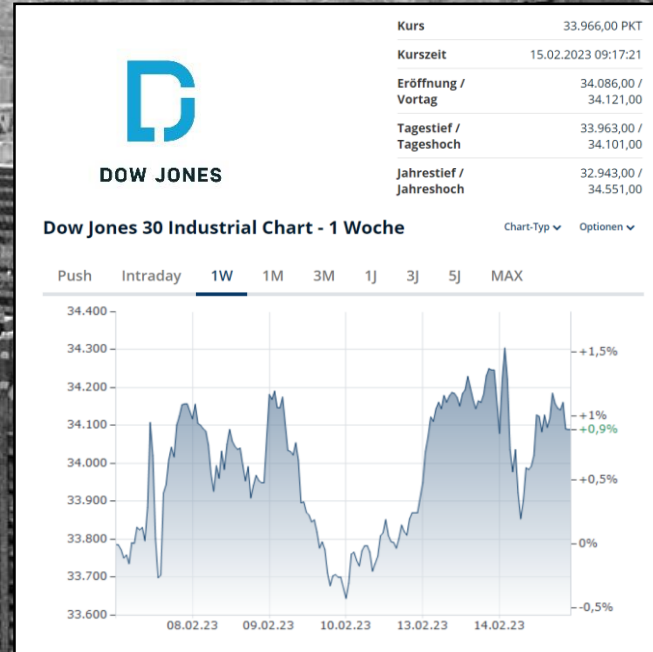 Kurs 33.966,00 PKT
Kurszeit 15.02.2023 09:17:21
Eröffnung / 34.086,00 /
Vortag 34.121,00
Tagestief / 33.963,00 /
Tageshoch 34.101,00
Jahrestief / 32.943,00 /
Jahreshoch 34.551,00
DOW JONES
Dow Jones 30 Industrial Chart - 1 Woche Chart-Typ Optionen
Push Intraday 1W 1M 3M 1J 3J 5J MAX
34.400
34.300 +1,5%
34.200
34.100 +1%
+0,9%
34.000 +0,5%
33.900
33.800 0%
33.700
33.600 -0,5%
08.02.23 09.02.23 10.02.23 13.02.23 14.02.23